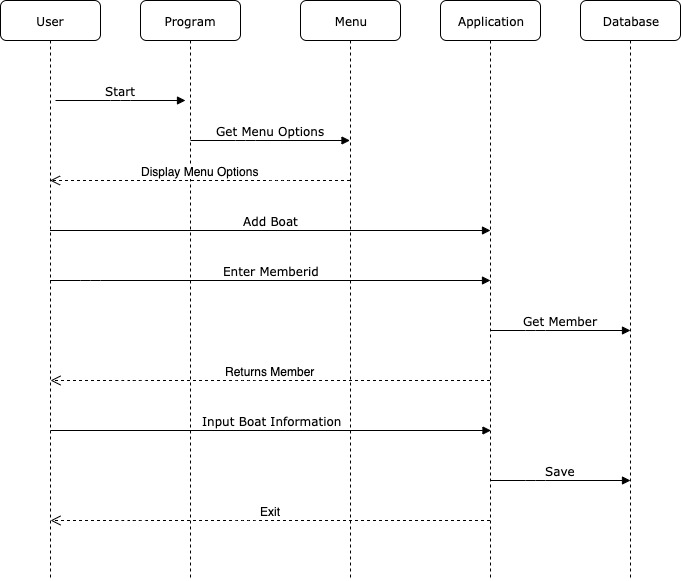 User
Program
Menu
Application
Database
Start
Get Menu Options
Display Menu Options
Add Boat
Enter Memberid
Get Member
Returns Member
Input Boat Information
Save
Exit